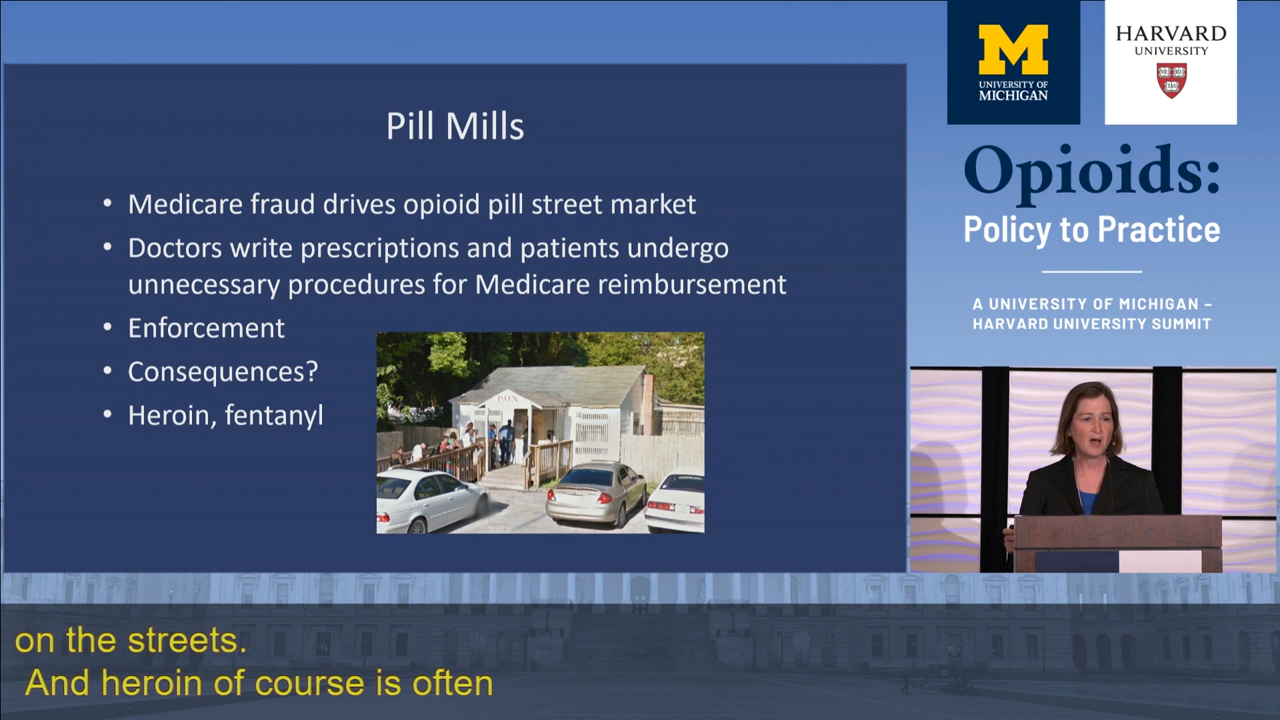 Pill Mills
• Medicare fraud drives opioid pill street market
• Doctors write prescriptions and patients undergo
unnecessary procedures for Medicare reimbursement
• Enforcement
• Consequences?
• Heroin, fentanyl
PAIN
M
UNIVERSITY OF
MICHIGAN
HARVARD
UNIVERSITY
Opioids:
Policy to Practice
A UNIVERSITY OF MICHIGAN –
HARVARD UNIVERSITY SUMMIT
on the streets.
And heroin of course is often